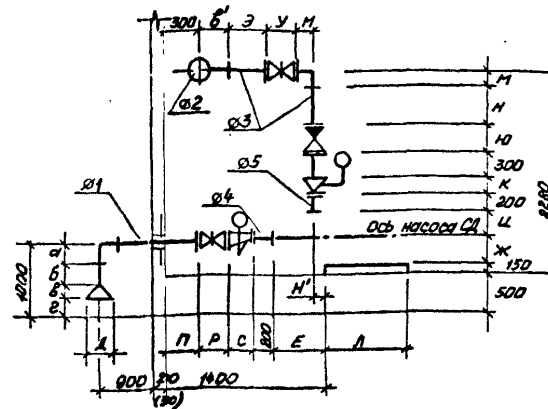 300 б' Э У М
ø2
ø3
М
Н
Ю
300
К
200
Ц
Ж
150
500
2280
ø5
ø1
ø4
Ось насоса СД
1000
а
б
в
г
Д
М'
П Р С 200 Е Л
900 210 1400
(30)